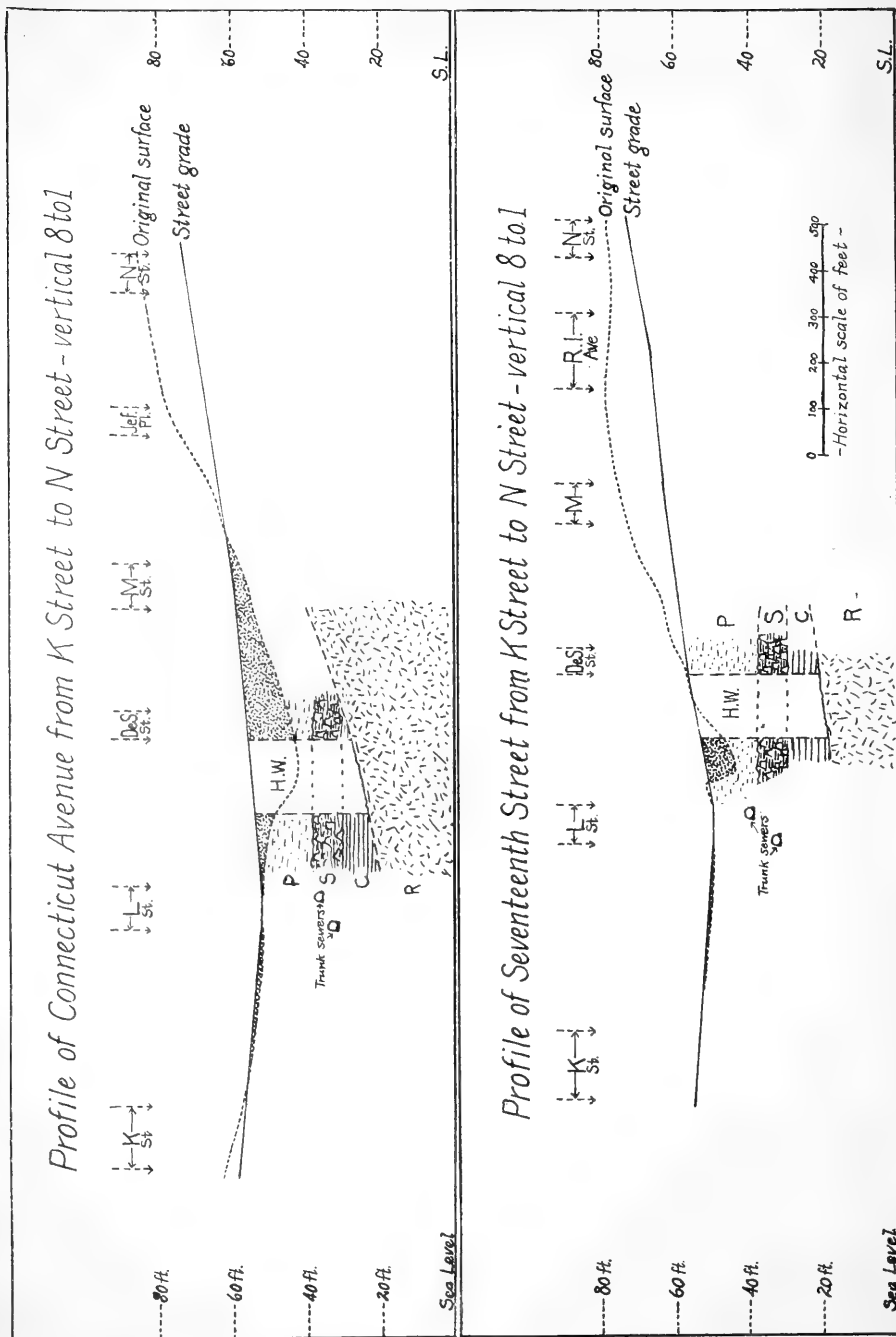 Profile of Connecticut Avenue from K Street to N Street - vertical 8 to 1
K
St.
L
St.
DeS.
St.
M
St.
Jef.
Pl.
N
St.
80 ft.
60 ft.
40 ft.
20 ft.
Sea Level
80
60
40
20
S.L.
Original surface
Street grade
H.W.
P
S
C
R
Trunk sewers
Profile of Seventeenth Street from K Street to N Street - vertical 8 to 1
K
St.
L
St.
DeS.
St.
M
St.
R.I.
Ave
N
St.
80 ft.
60 ft.
40 ft.
20 ft.
Sea Level
80
60
40
20
S.L.
Original surface
Street grade
H.W.
P
S
C
R
Trunk sewers
0 100 200 300 400 500
- Horizontal scale of feet -